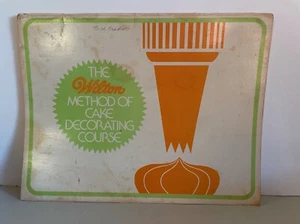 THE
Wilton
METHOD OF
CAKE
DECORATING
COURSE